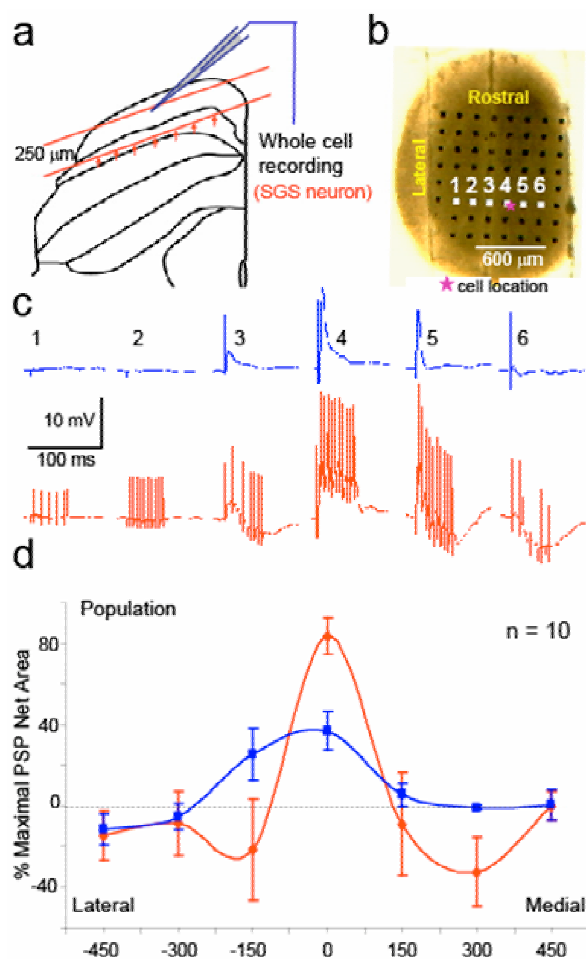 a
250 μm
Whole cell
recording
(SGS neuron)
b
Rostral
Lateral
1 2 3 4 5 6
600 μm
★ cell location
c
1 2 3 4 5 6
10 mV
100 ms
d
Population
n = 10
% Maximal PSP Net Area
80
40
0
-40
Lateral
Medial
-450 -300 -150 0 150 300 450